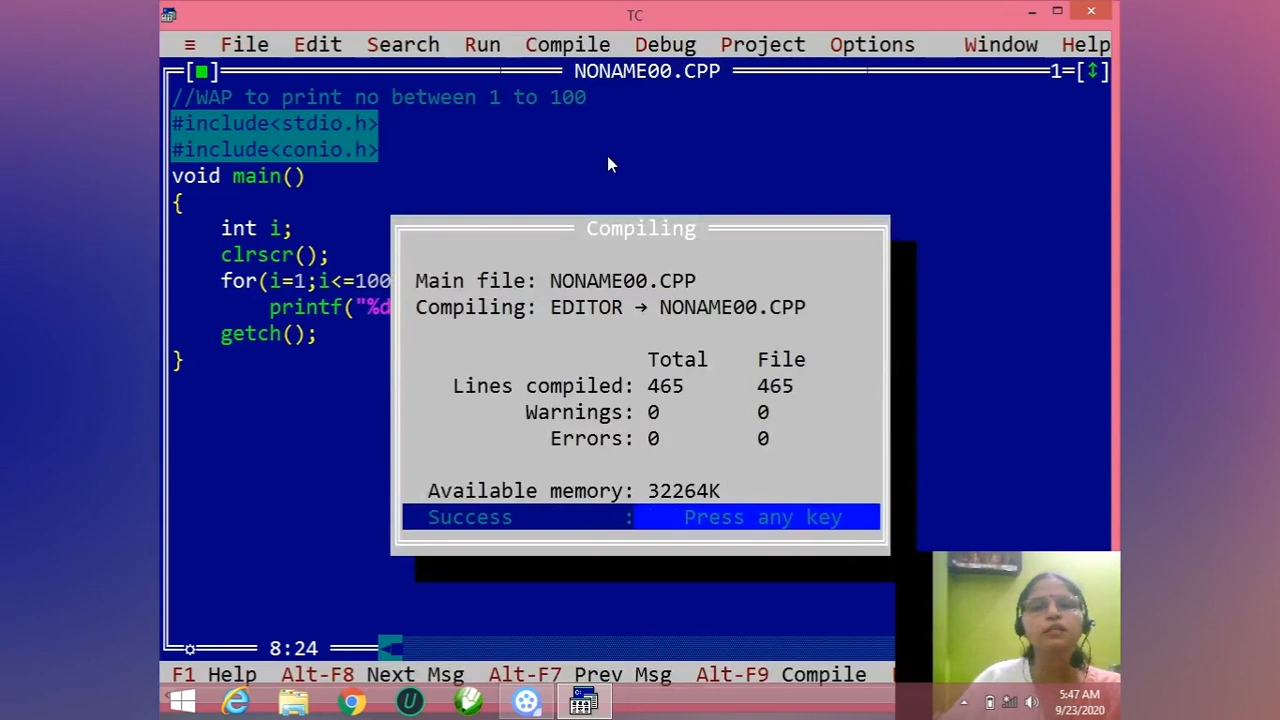 TC
≡ File Edit Search Run Compile Debug Project Options Window Help
[■] NONAME00.CPP 1=[↕]
//WAP to print no between 1 to 100
#include<stdio.h>
#include<conio.h>
void main()
{
int i;
clrscr();
for(i=1;i<=100
printf("%d
getch();
}
Compiling
Main file: NONAME00.CPP
Compiling: EDITOR → NONAME00.CPP
Total File
Lines compiled: 465 465
Warnings: 0 0
Errors: 0 0
Available memory: 32264K
Success : Press any key
8:24
F1 Help Alt-F8 Next Msg Alt-F7 Prev Msg Alt-F9 Compile
5:47 AM
9/23/2020